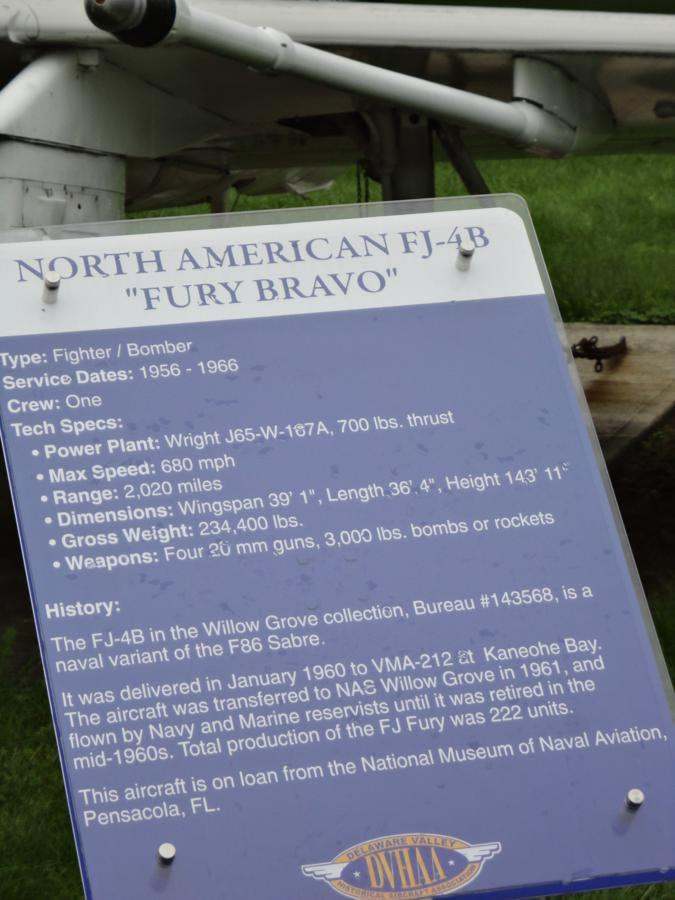 NORTH AMERICAN FJ-4B
"FURY BRAVO"
Type: Fighter / Bomber
Service Dates: 1956 - 1966
Crew: One
Tech Specs:
• Power Plant: Wright J65-W-167A, 700 lbs. thrust
• Max Speed: 680 mph
• Range: 2,020 miles
• Dimensions: Wingspan 39' 1", Length 36' 4", Height 143' 11"
• Gross Weight: 234,400 lbs.
• Weapons: Four 20 mm guns, 3,000 lbs. bombs or rockets
History:
The FJ-4B in the Willow Grove collection, Bureau #143568, is a
naval variant of the F86 Sabre.
It was delivered in January 1960 to VMA-212 at Kaneohe Bay.
The aircraft was transferred to NAS Willow Grove in 1961, and
flown by Navy and Marine reservists until it was retired in the
mid-1960s. Total production of the FJ Fury was 222 units.
This aircraft is on loan from the National Museum of Naval Aviation,
Pensacola, FL.
DELAWARE VALLEY
DVHAA
HISTORICAL AIRCRAFT ASSOCIATION